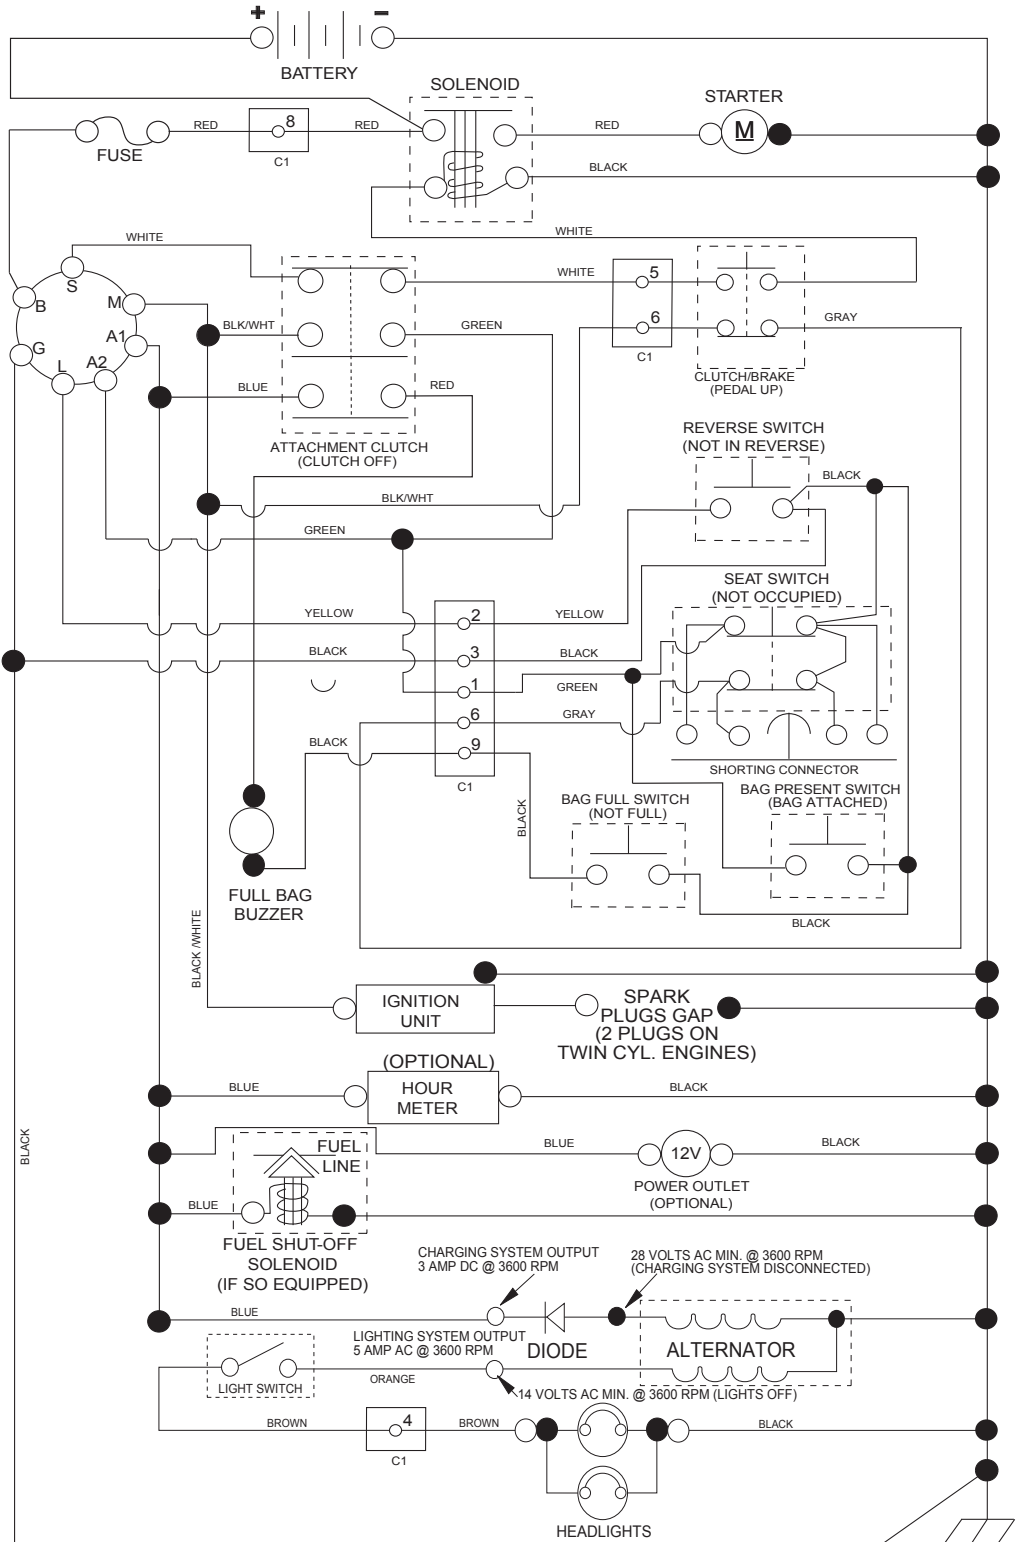 + -
BATTERY
SOLENOID
STARTER
RED
8
RED
RED
M
FUSE
C1
BLACK
WHITE
WHITE
S
WHITE
5
B
M
BLK/WHT
GREEN
6
GRAY
A1
G
C1
L
A2
BLUE
RED
CLUTCH/BRAKE
(PEDAL UP)
ATTACHMENT CLUTCH
(CLUTCH OFF)
REVERSE SWITCH
(NOT IN REVERSE)
BLACK
BLK/WHT
GREEN
SEAT SWITCH
(NOT OCCUPIED)
YELLOW
2
YELLOW
BLACK
3
BLACK
1
GREEN
6
GRAY
BLACK
9
SHORTING CONNECTOR
C1
BAG PRESENT SWITCH
(BAG ATTACHED)
BAG FULL SWITCH
(NOT FULL)
BLACK
FULL BAG
BUZZER
BLACK
BLACK /WHITE
IGNITION
UNIT
SPARK
PLUGS GAP
(2 PLUGS ON
TWIN CYL. ENGINES)
(OPTIONAL)
BLUE
HOUR
METER
BLACK
BLACK
FUEL
LINE
BLUE
12V
BLACK
POWER OUTLET
(OPTIONAL)
BLUE
FUEL SHUT-OFF
SOLENOID
(IF SO EQUIPPED)
CHARGING SYSTEM OUTPUT
3 AMP DC @ 3600 RPM
28 VOLTS AC MIN. @ 3600 RPM
(CHARGING SYSTEM DISCONNECTED)
BLUE
LIGHTING SYSTEM OUTPUT
5 AMP AC @ 3600 RPM
DIODE
ALTERNATOR
LIGHT SWITCH
ORANGE
14 VOLTS AC MIN. @ 3600 RPM (LIGHTS OFF)
BROWN
4
BROWN
BLACK
C1
HEADLIGHTS